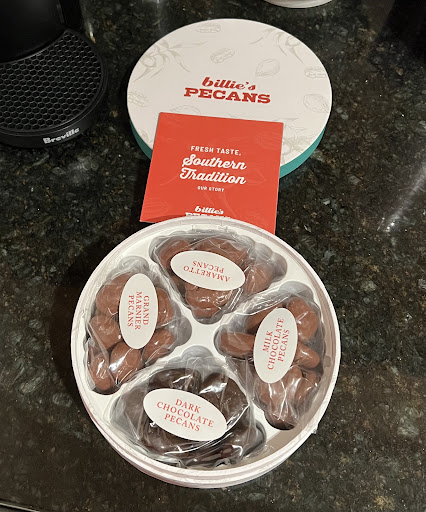 billie's
PECANS
Breville
FRESH TASTE,
Southern
Tradition
OUR STORY
billie's
PECANS
AMARETTO
PECANS
GRAND
MARNIER
PECANS
MILK
CHOCOLATE
PECANS
DARK
CHOCOLATE
PECANS